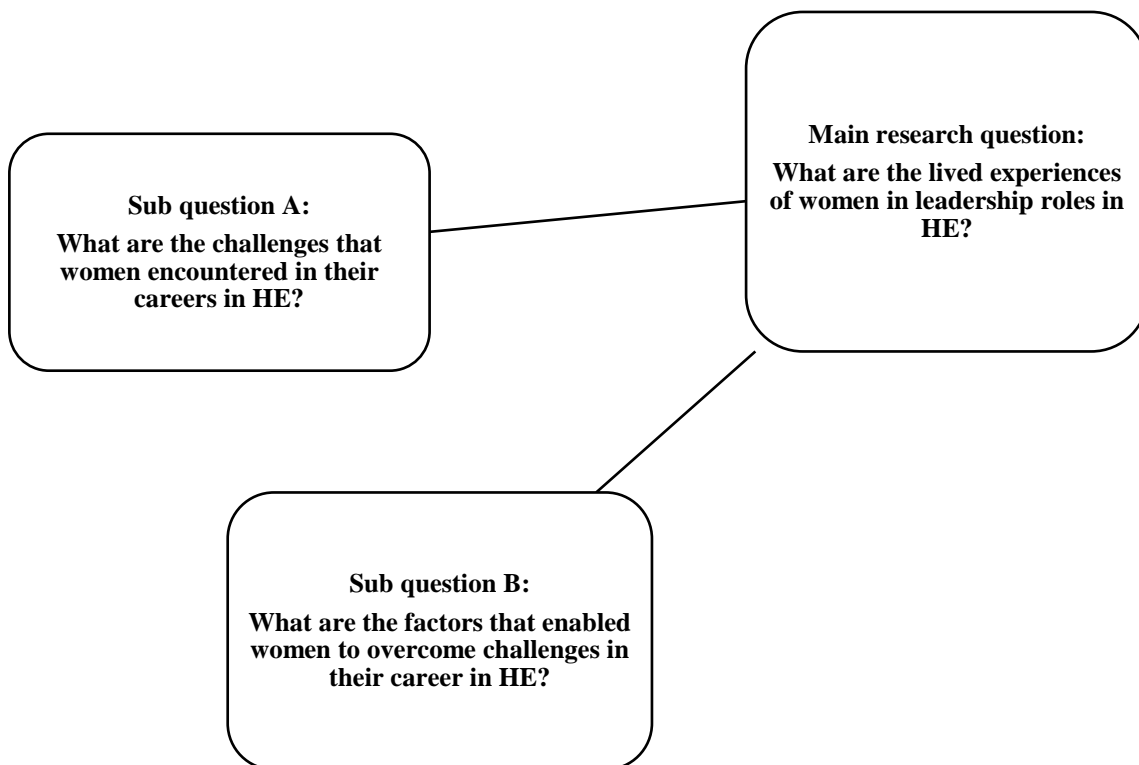 Main research question:
What are the lived experiences
of women in leadership roles in
HE?
Sub question A:
What are the challenges that
women encountered in their
careers in HE?
Sub question B:
What are the factors that enabled
women to overcome challenges in
their career in HE?